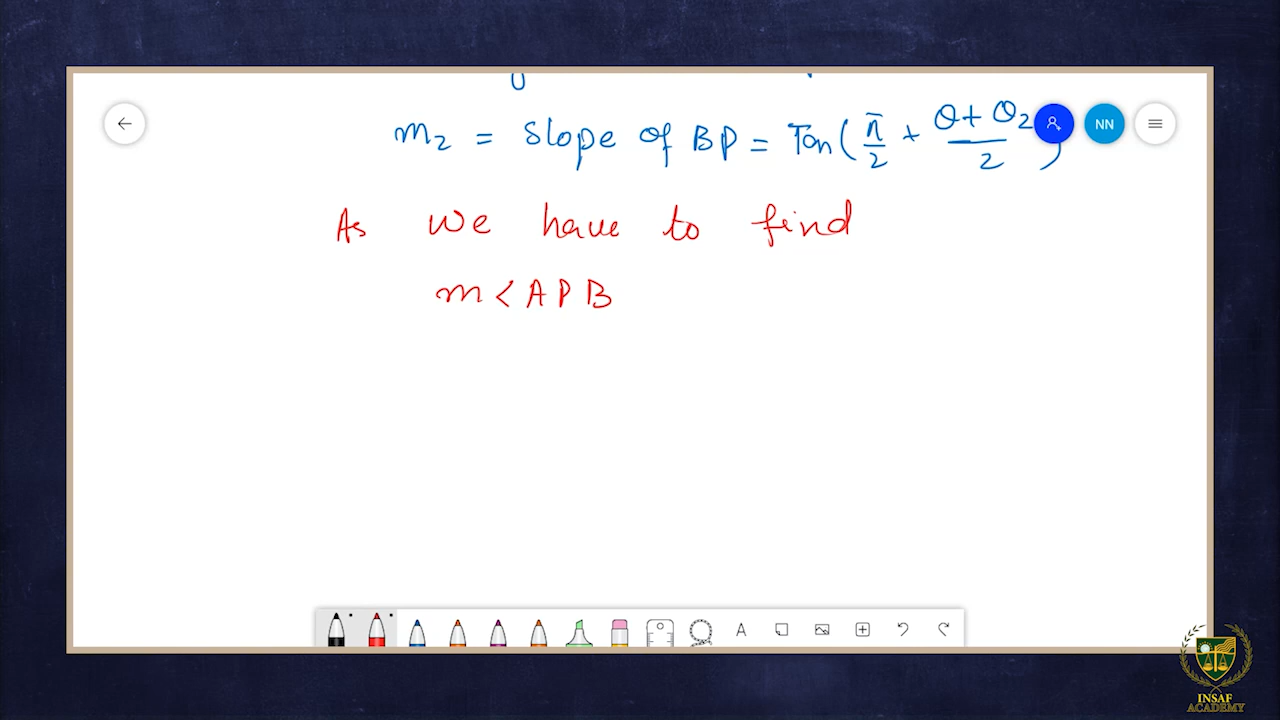 m₂ = Slope of BP = Tan(π/2 + θ+θ₂/2)
NN
As we have to find
m<APB
A
INSAF
ACADEMY